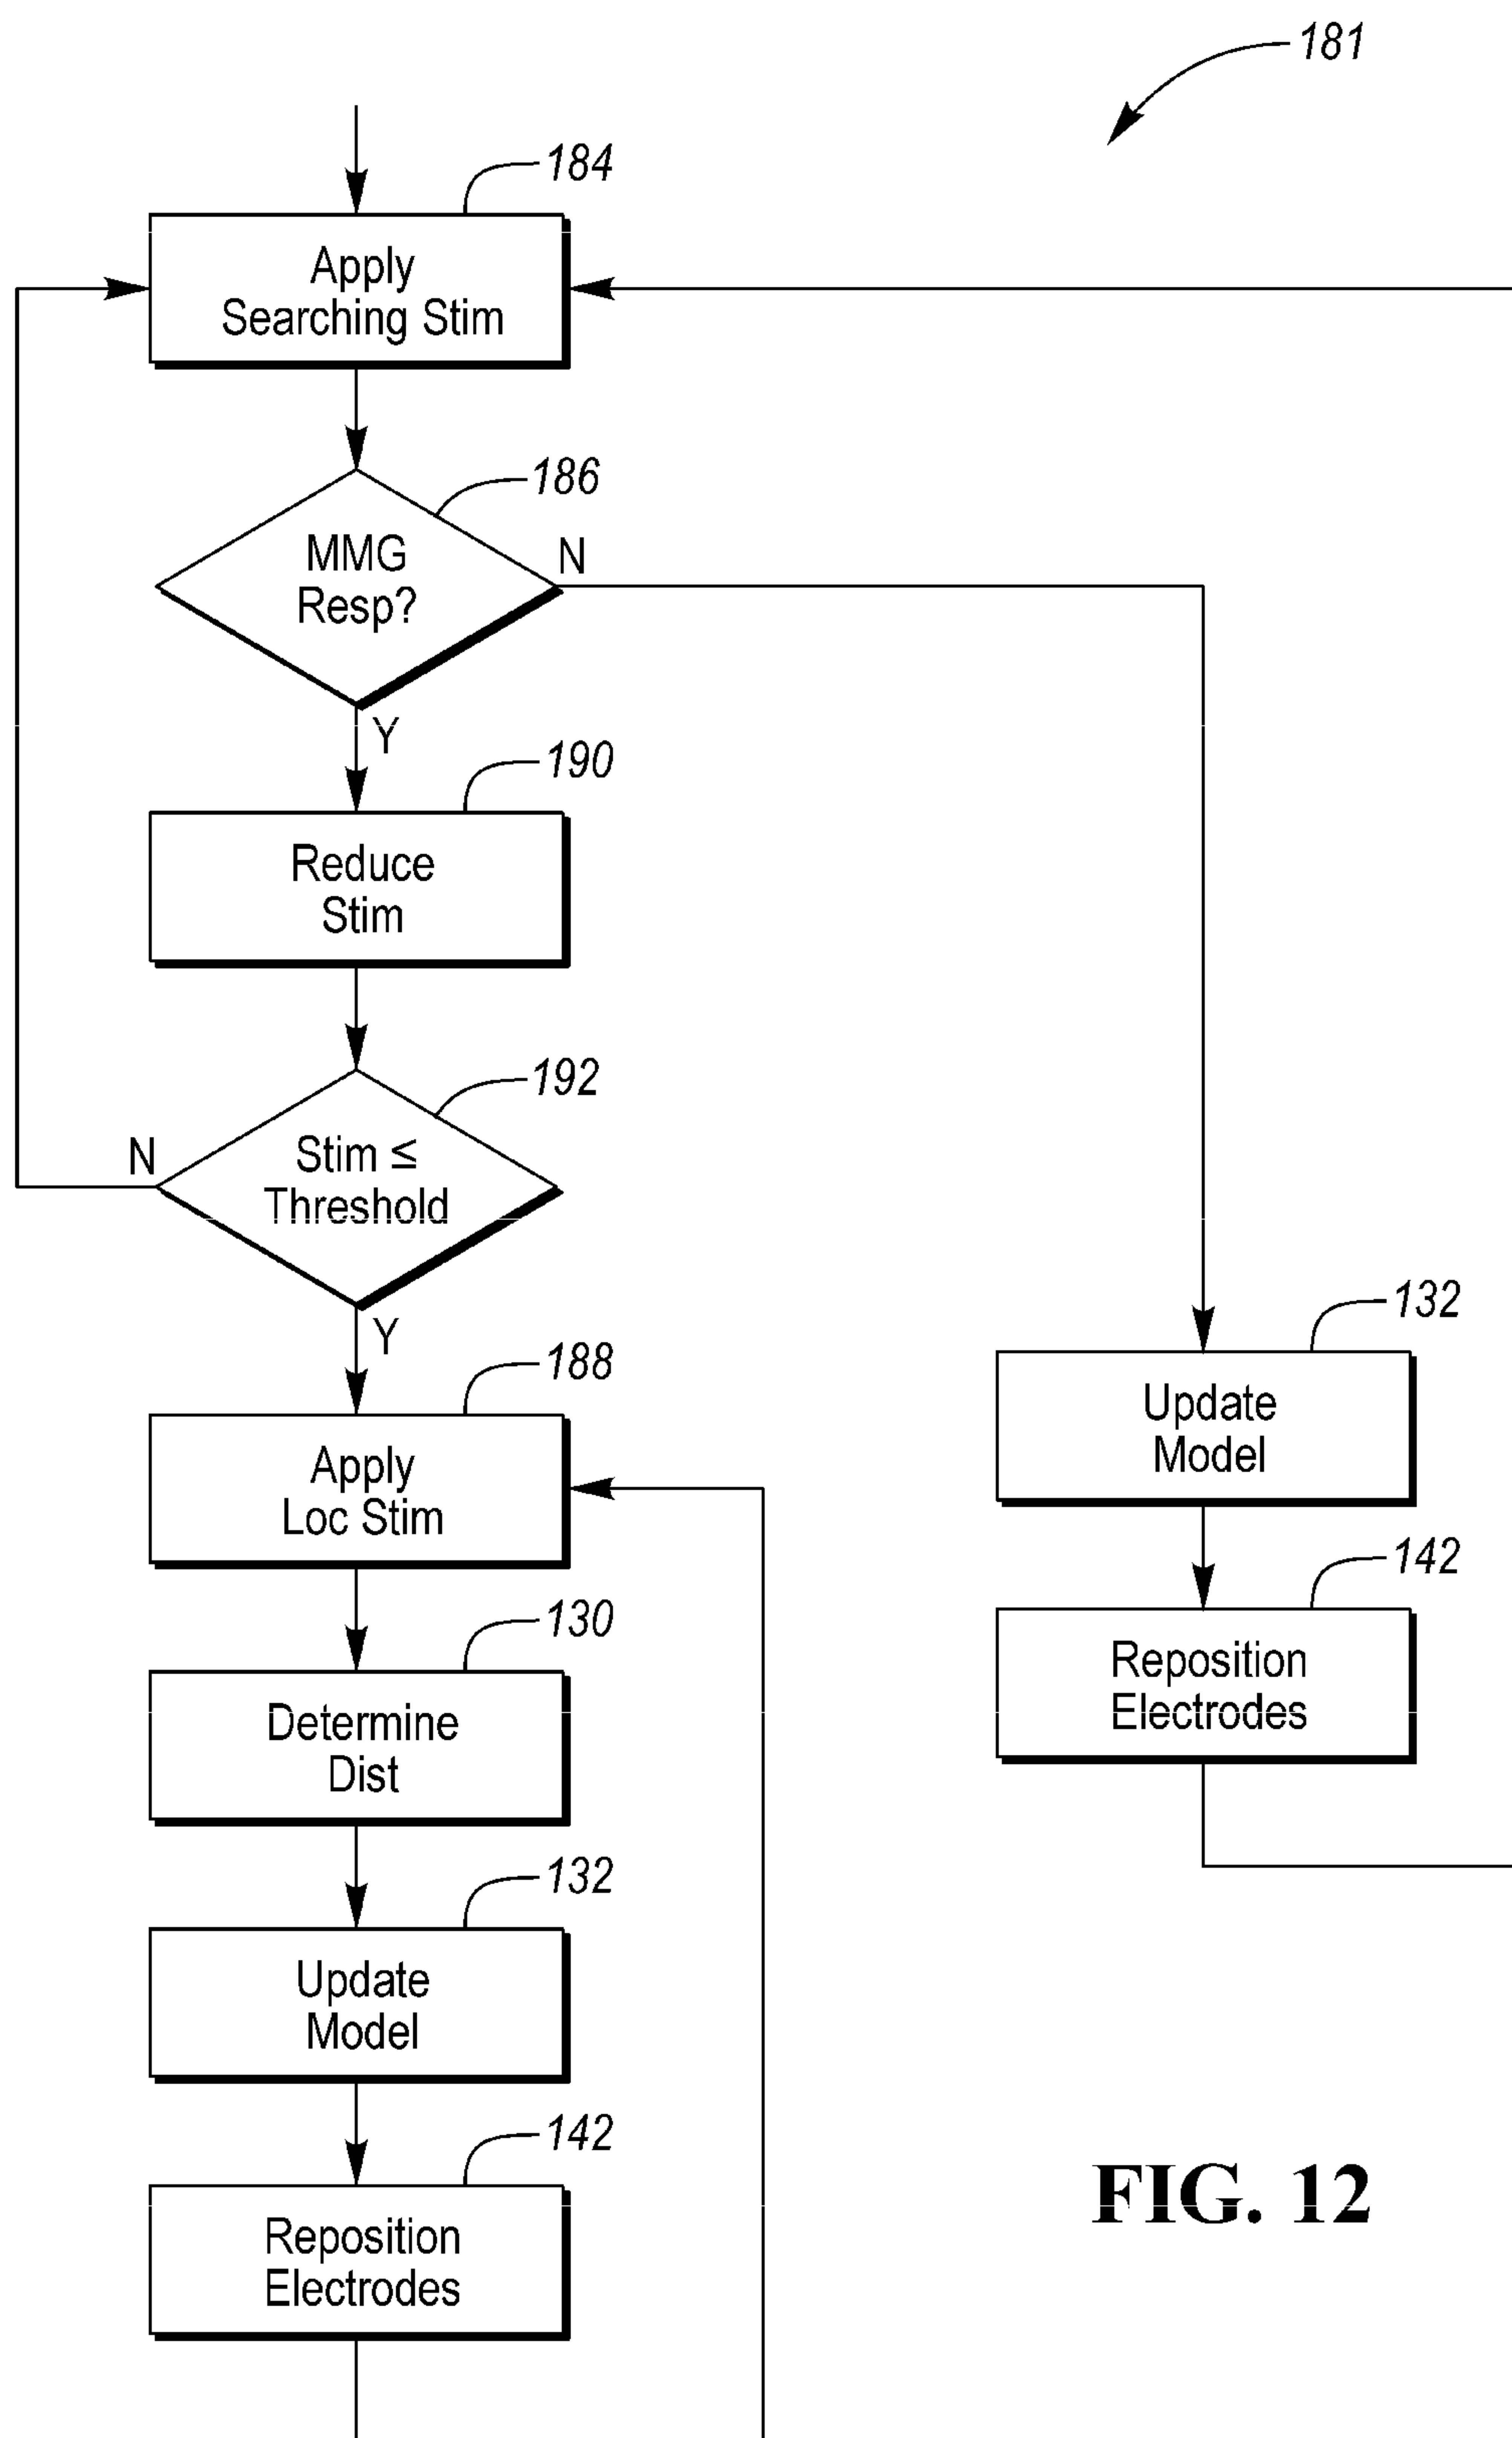 181
184
Apply
Searching Stim
186
MMG
Resp?
N
Y
190
Reduce
Stim
192
Stim ≤
Threshold
N
Y
188
Apply
Loc Stim
130
Determine
Dist
132
Update
Model
142
Reposition
Electrodes
132
Update
Model
142
Reposition
Electrodes
FIG. 12